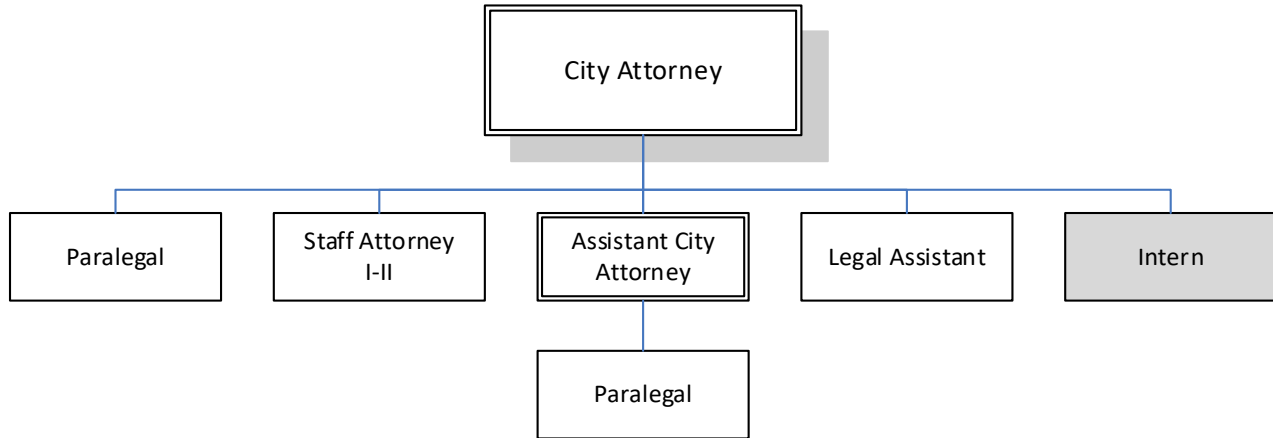 City Attorney
Paralegal
Staff Attorney
I-II
Assistant City
Attorney
Legal Assistant
Intern
Paralegal